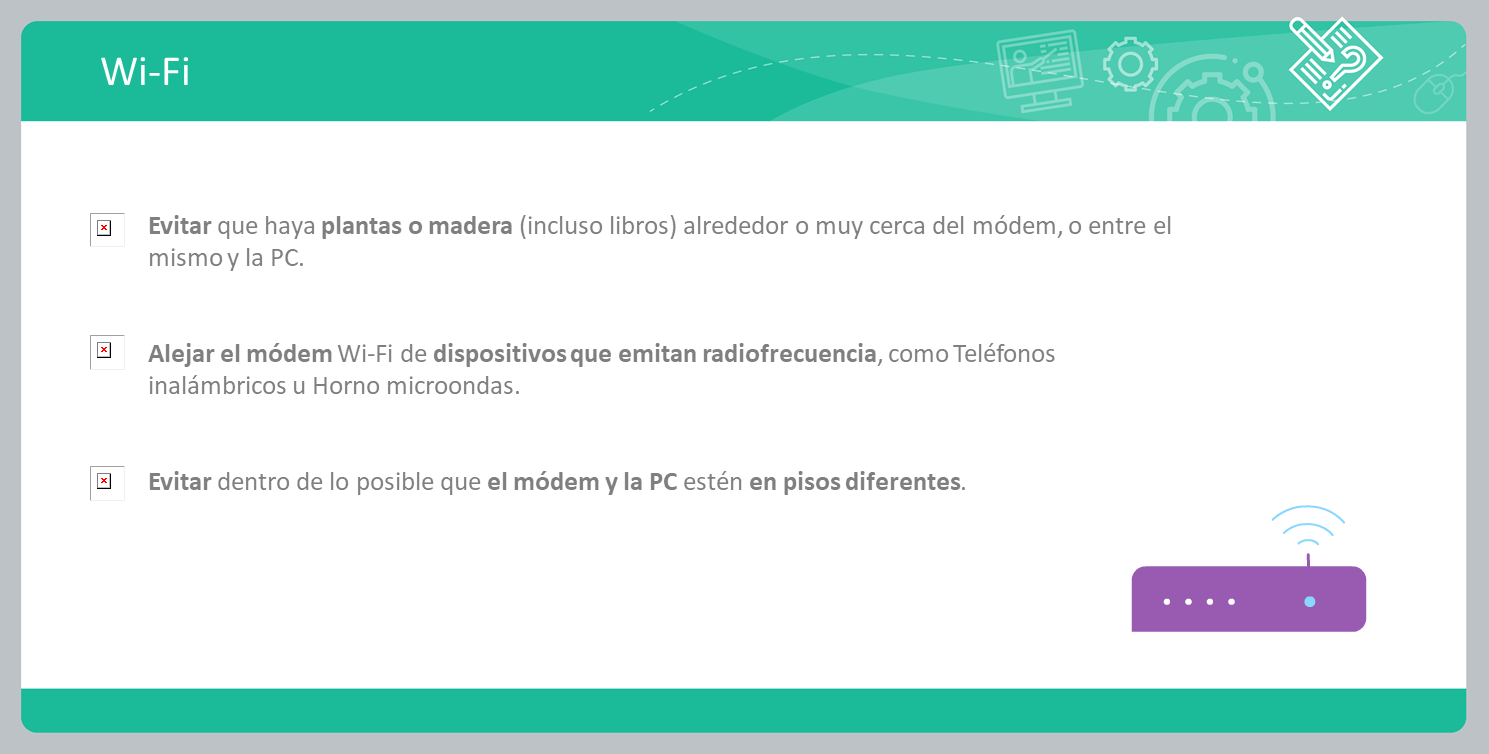 Wi-Fi
Evitar que haya plantas o madera (incluso libros) alrededor o muy cerca del módem, o entre el
mismo y la PC.
Alejar el módem Wi-Fi de dispositivos que emitan radiofrecuencia, como Teléfonos
inalámbricos u Horno microondas.
Evitar dentro de lo posible que el módem y la PC estén en pisos diferentes.